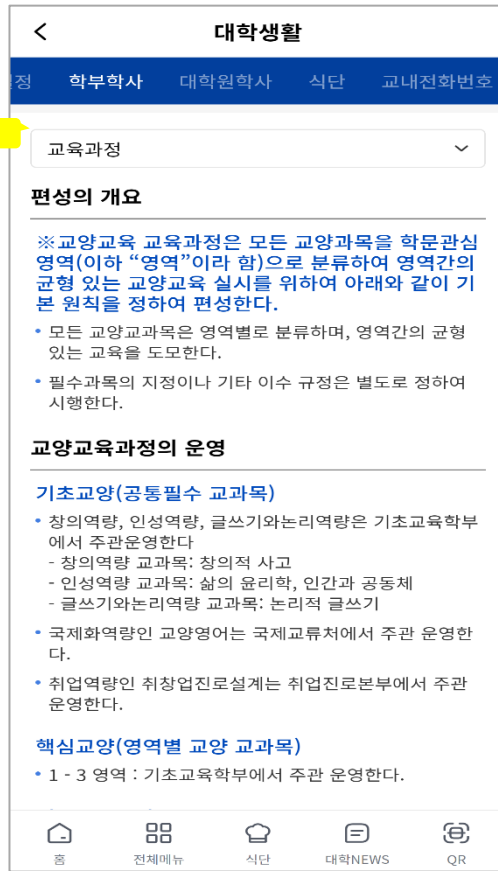 대학생활
정 학부학사 대학원학사 식단 교내전화번호
교육과정
편성의 개요
※교양교육 교육과정은 모든 교양과목을 학문관심
영역(이하 “영역”이라 함)으로 분류하여 영역간의
균형 있는 교양교육 실시를 위하여 아래와 같이 기
본 원칙을 정하여 편성한다.
• 모든 교양교과목은 영역별로 분류하며, 영역간의 균형
있는 교육을 도모한다.
• 필수과목의 지정이나 기타 이수 규정은 별도로 정하여
시행한다.
교양교육과정의 운영
기초교양(공통필수 교과목)
• 창의역량, 인성역량, 글쓰기와논리역량은 기초교육학부
에서 주관운영한다
- 창의역량 교과목: 창의적 사고
- 인성역량 교과목: 삶의 윤리학, 인간과 공동체
- 글쓰기와논리역량 교과목: 논리적 글쓰기
• 국제화역량인 교양영어는 국제교류처에서 주관 운영한
다.
• 취업역량인 취창업진로설계는 취업진로본부에서 주관
운영한다.
핵심교양(영역별 교양 교과목)
• 1 - 3 영역 : 기초교육학부에서 주관 운영한다.
홈 전체메뉴 식단 대학NEWS QR